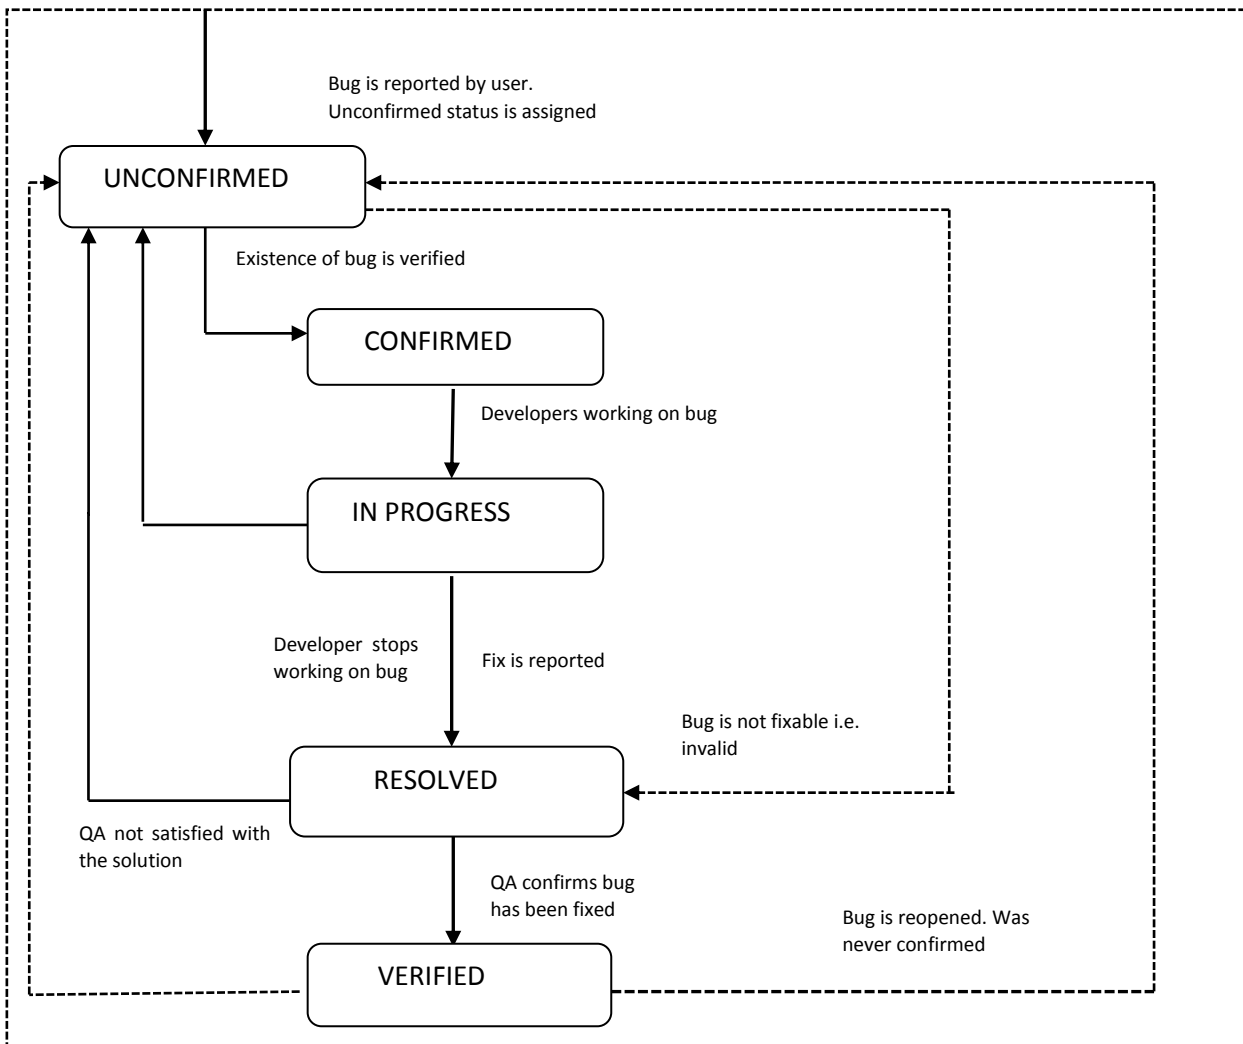 Bug is reported by user.
Unconfirmed status is assigned
UNCONFIRMED
Existence of bug is verified
CONFIRMED
Developers working on bug
IN PROGRESS
Developer stops
working on bug
Fix is reported
Bug is not fixable i.e.
invalid
RESOLVED
QA not satisfied with
the solution
QA confirms bug
has been fixed
Bug is reopened. Was
never confirmed
VERIFIED